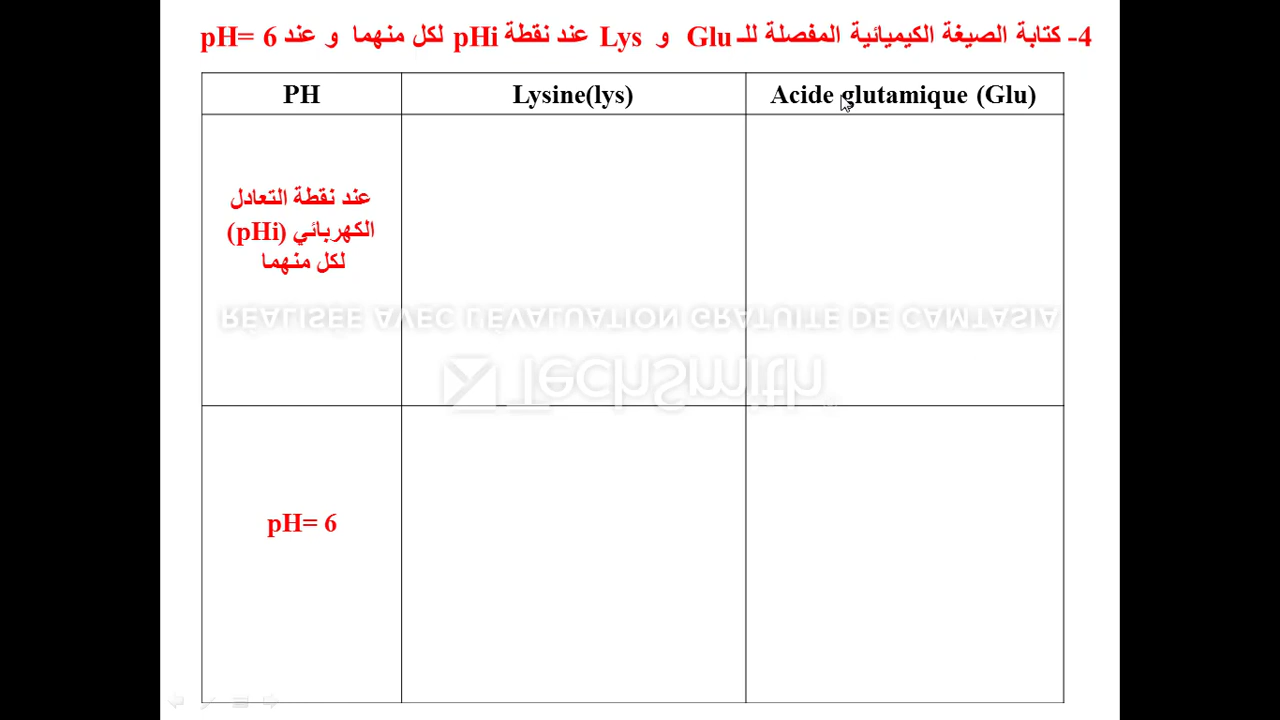 4- كتابة الصيغة الكيميائية المفصلة للـ Glu و Lys عند نقطة pHi لكل منهما و عند pH= 6
PH
Lysine(lys)
Acide glutamique (Glu)
عند نقطة التعادل
الكهربائي (pHi)
لكل منهما
RÉALISÉE AVEC L'ÉVALUATION GRATUITE DE CAMTASIA
TechSmith
pH= 6